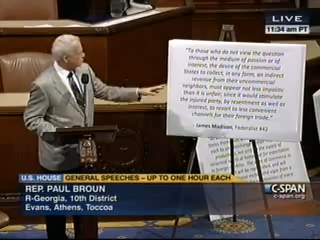 LIVE
11:34 am PT
"To those who do not view the question
through the medium of passion or of
interest, the desire of the commercial
States to collect, in any form, an indirect
revenue from their uncommercial
neighbors, must appear not less impolitic
than it is unfair; since it would stimulate
the injured party, by resentment as well as
interest, to resort to less convenient
channels for their foreign trade."
James Madison, Federalist #42
C-SPAN
c-span.org
U.S. HOUSE
GENERAL SPEECHES – UP TO ONE HOUR EACH
REP. PAUL BROUN
R-Georgia, 10th District
Evans, Athens, Toccoa